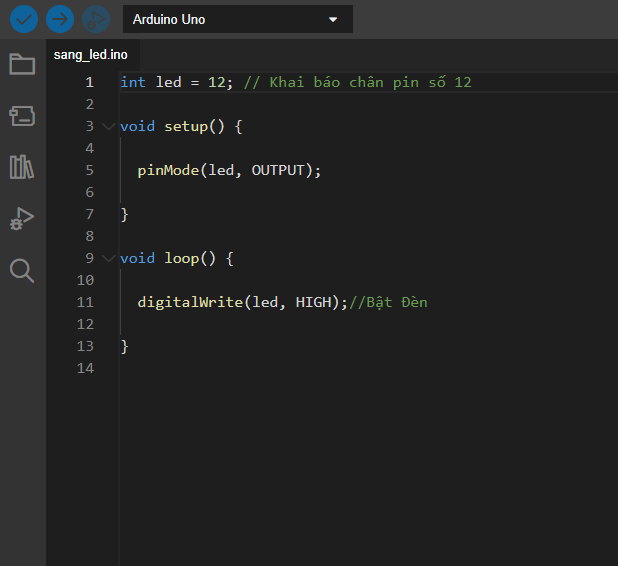 Arduino Uno
sang_led.ino
1 int led = 12; // Khai báo chân pin số 12
2
3 void setup() {
4
5 pinMode(led, OUTPUT);
6
7 }
8
9 void loop() {
10
11 digitalWrite(led, HIGH);//Bật Đèn
12
13 }
14